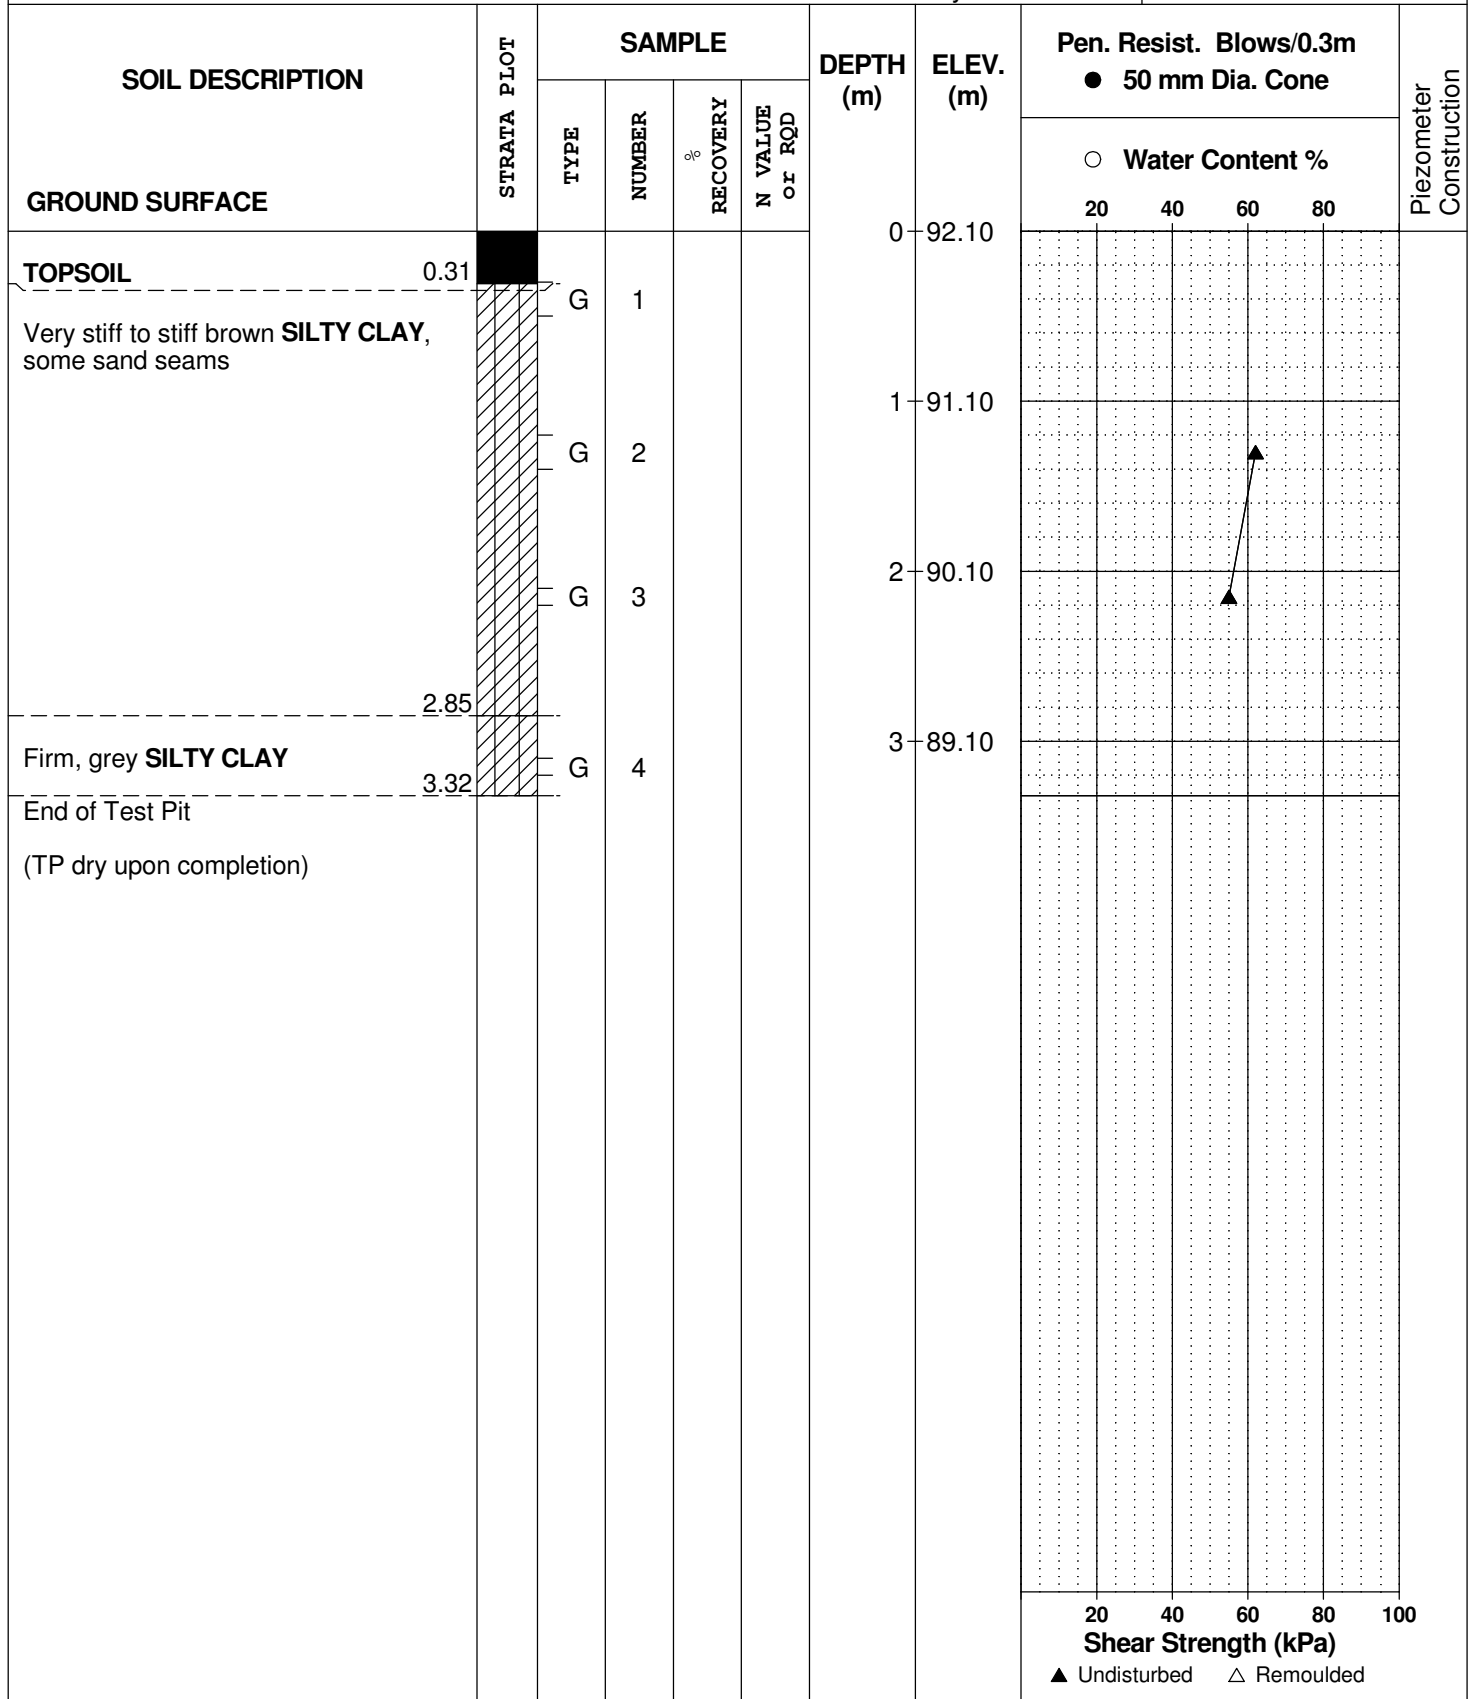 SOIL DESCRIPTION
GROUND SURFACE
STRATA PLOT
SAMPLE
TYPE
NUMBER
%
RECOVERY
N VALUE
or RQD
DEPTH
(m)
ELEV.
(m)
Pen. Resist. Blows/0.3m
● 50 mm Dia. Cone
○ Water Content %
20 40 60 80
Piezometer
Construction
0 92.10
TOPSOIL 0.31
G 1
Very stiff to stiff brown SILTY CLAY,
some sand seams
1 91.10
G 2
2 90.10
G 3
2.85
3 89.10
Firm, grey SILTY CLAY
G 4
3.32
End of Test Pit
(TP dry upon completion)
20 40 60 80 100
Shear Strength (kPa)
▲ Undisturbed △ Remoulded